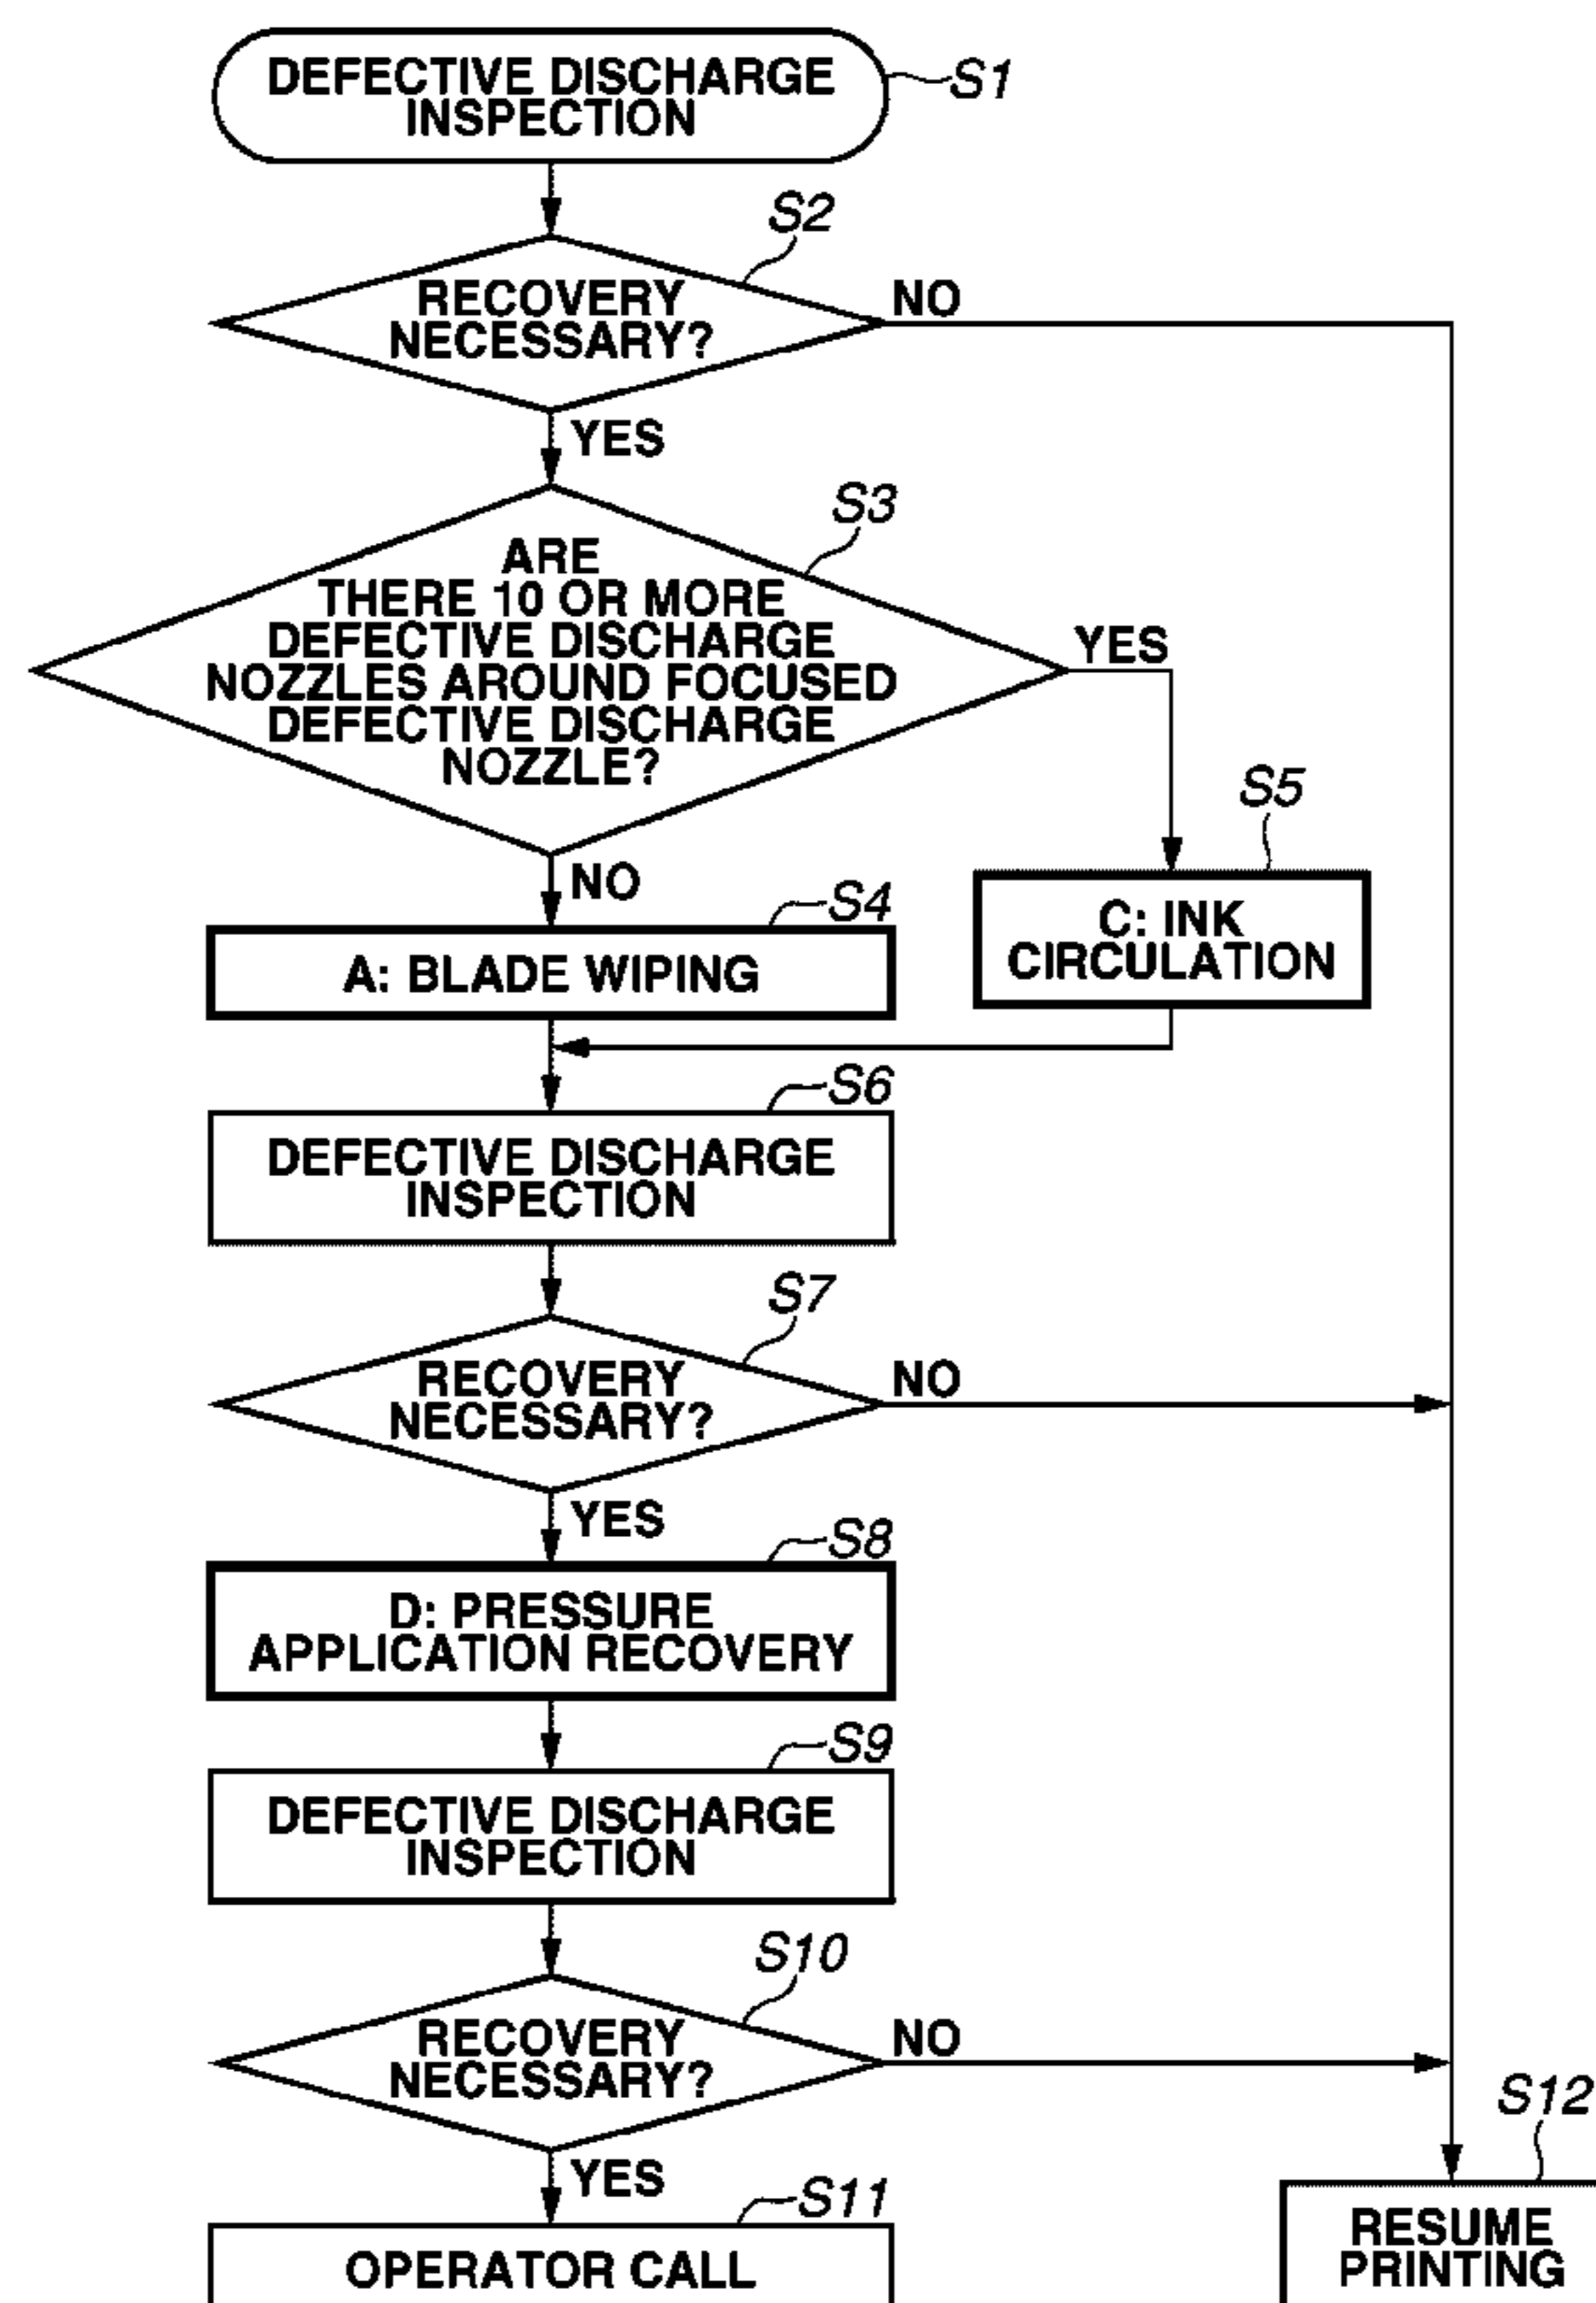 DEFECTIVE DISCHARGE
INSPECTION
S1
S2
RECOVERY
NECESSARY?
NO
YES
S3
ARE
THERE 10 OR MORE
DEFECTIVE DISCHARGE
NOZZLES AROUND FOCUSED
DEFECTIVE DISCHARGE
NOZZLE?
YES
NO
S4
A: BLADE WIPING
S5
C: INK
CIRCULATION
S6
DEFECTIVE DISCHARGE
INSPECTION
S7
RECOVERY
NECESSARY?
NO
YES
S8
D: PRESSURE
APPLICATION RECOVERY
S9
DEFECTIVE DISCHARGE
INSPECTION
S10
RECOVERY
NECESSARY?
NO
YES
S11
OPERATOR CALL
S12
RESUME
PRINTING